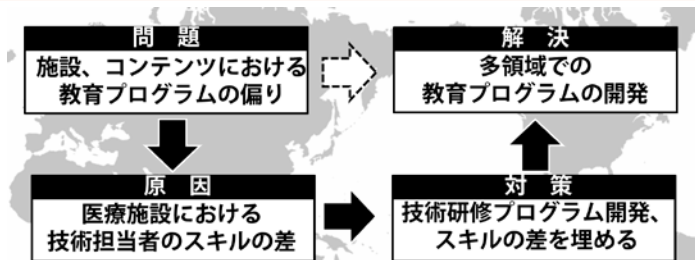 問 題
施設、コンテンツにおける
教育プログラムの偏り
解 決
多領域での
教育プログラムの開発
原 因
医療施設における
技術担当者のスキルの差
対 策
技術研修プログラム開発、
スキルの差を埋める